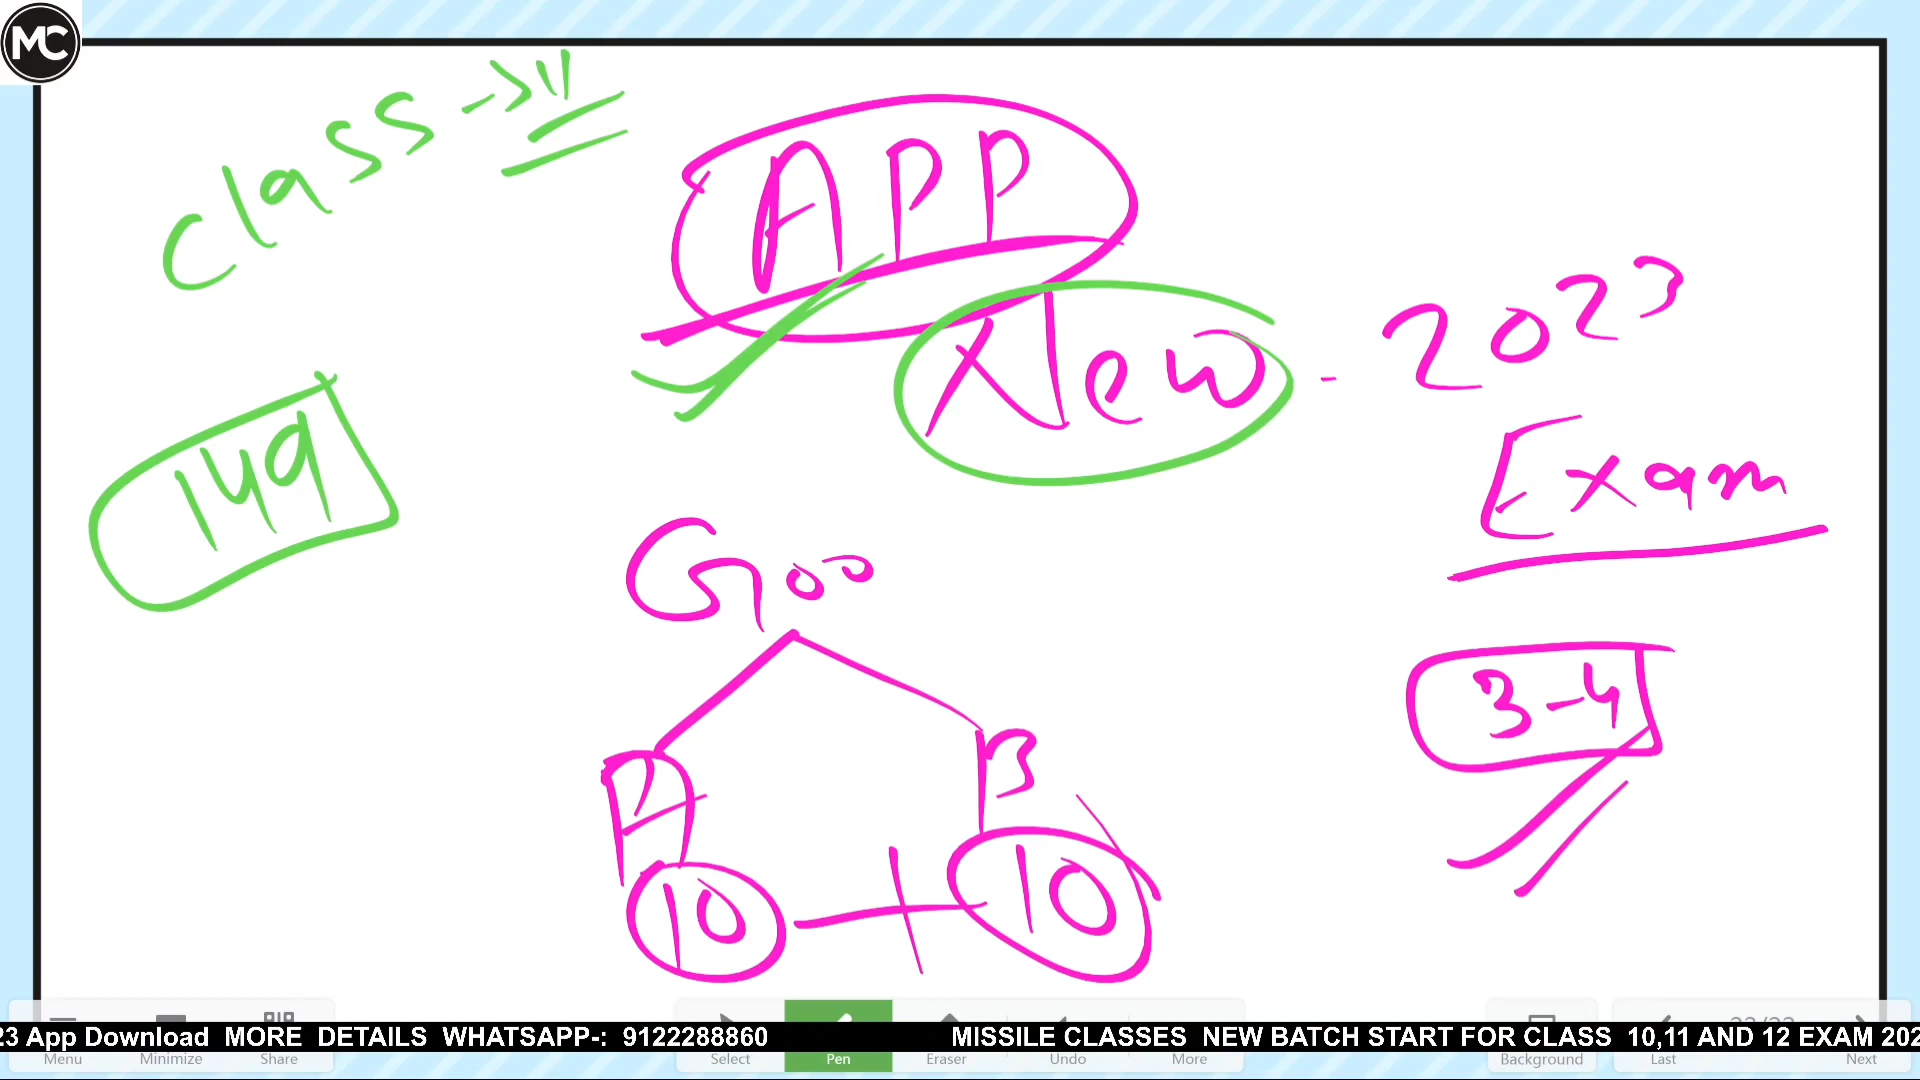 MC
Class → 11
APP
New - 2023
Exam
149
Goo
3-4
A B
10 + 10
23 App Download MORE DETAILS WHATSAPP-: 9122288860 MISSILE CLASSES NEW BATCH START FOR CLASS 10,11 AND 12 EXAM 202
Menu Minimize Share Select Pen Eraser Undo More Background Last Next